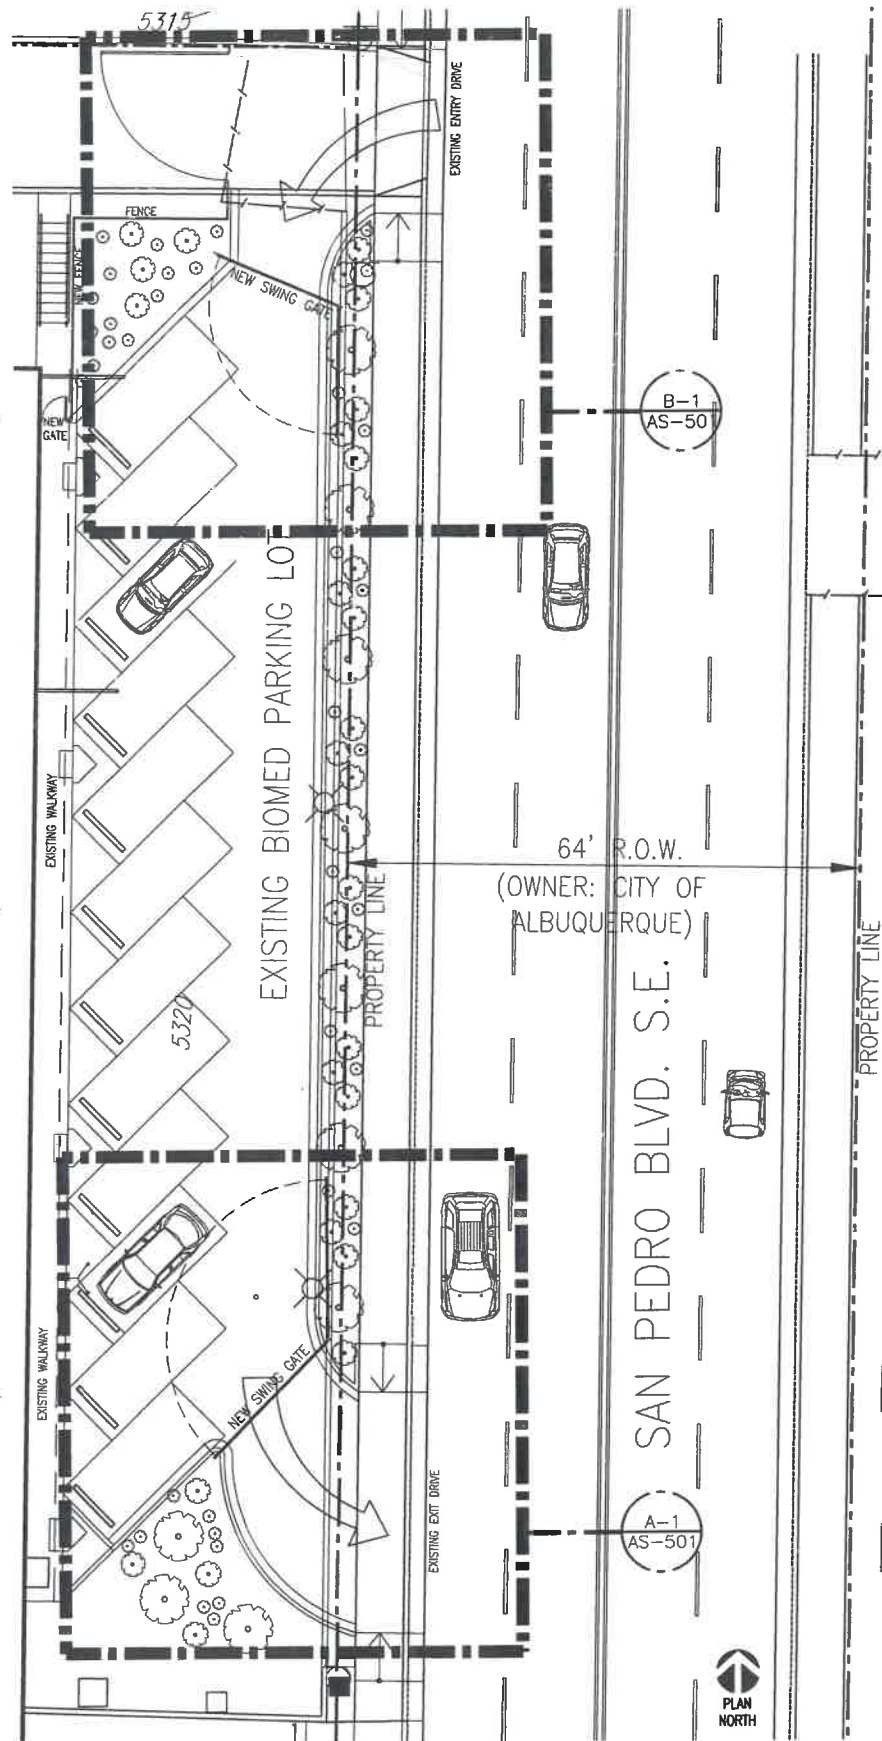 5315
EXISTING ENTRY DRIVE
FENCE
NEW FENCE
NEW SWING GATE
B-1
AS-501
NEW
GATE
EXISTING BIOMED PARKING LOT
EXISTING WALKWAY
64' R.O.W.
(OWNER: CITY OF
ALBUQUERQUE)
PROPERTY LINE
PROPERTY LINE
5320
SAN PEDRO BLVD. S.E.
EXISTING WALKWAY
NEW SWING GATE
EXISTING EXIT DRIVE
A-1
AS-501
PLAN
NORTH